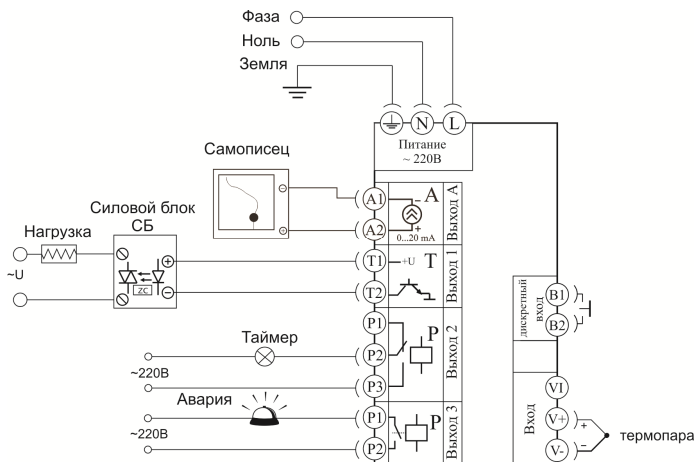 Фаза
Ноль
Земля
N L
Питание
~ 220В
Самописец
A1
A
A2
0...20 mA
− +
Выход A
Силовой блок
СБ
Нагрузка
~U
ZC
+
−
T1
+U T
T2
Выход 1
P1
Таймер
P2
P
~220В
P3
Выход 2
Авария
P1
P
~220В
P2
Выход 3
дискретный
вход
B1
B2
Вход
VI
V+
+
V-
−
термопара